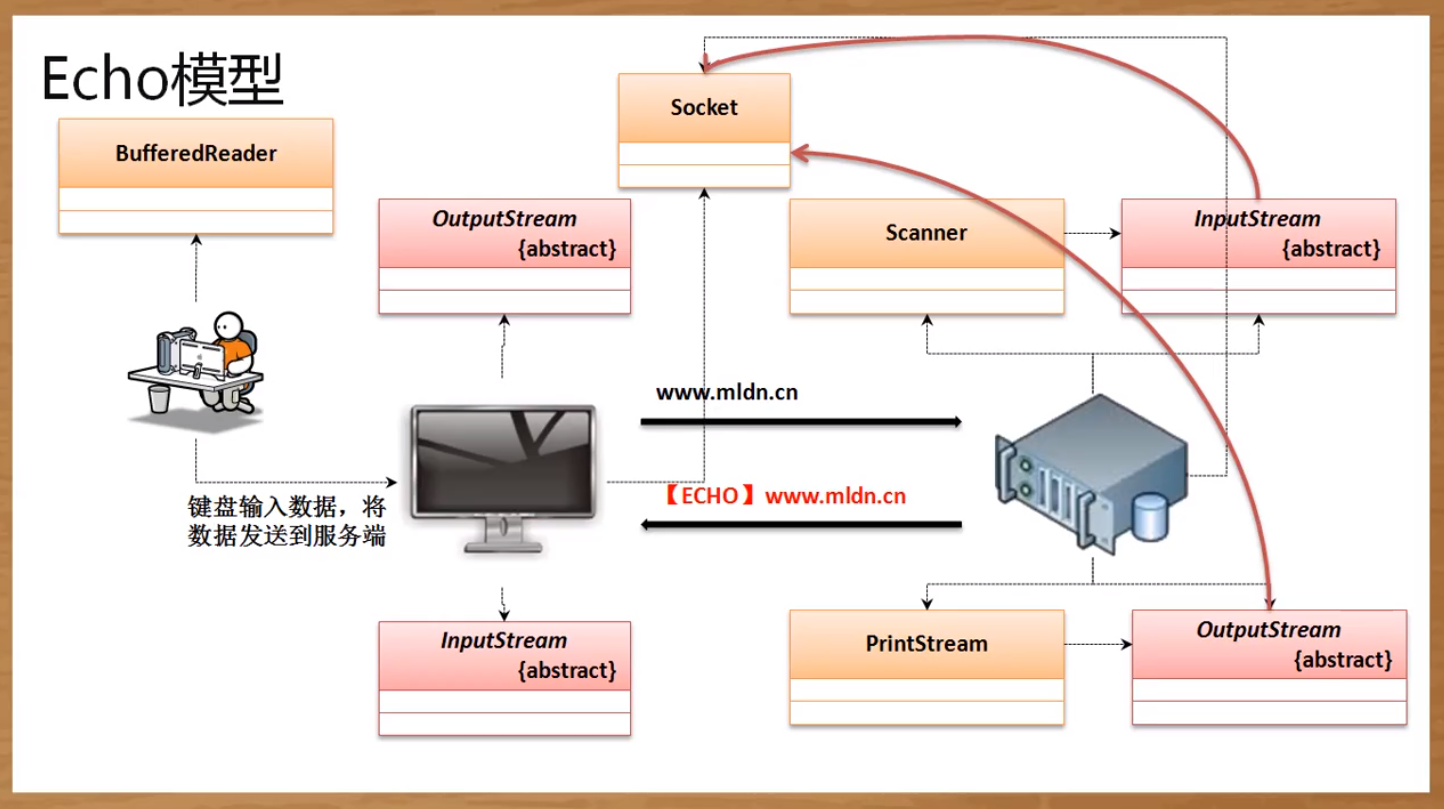 Echo模型
BufferedReader
Socket
OutputStream
{abstract}
Scanner
InputStream
{abstract}
www.mldn.cn
【ECHO】www.mldn.cn
键盘输入数据，将
数据发送到服务端
InputStream
{abstract}
PrintStream
OutputStream
{abstract}